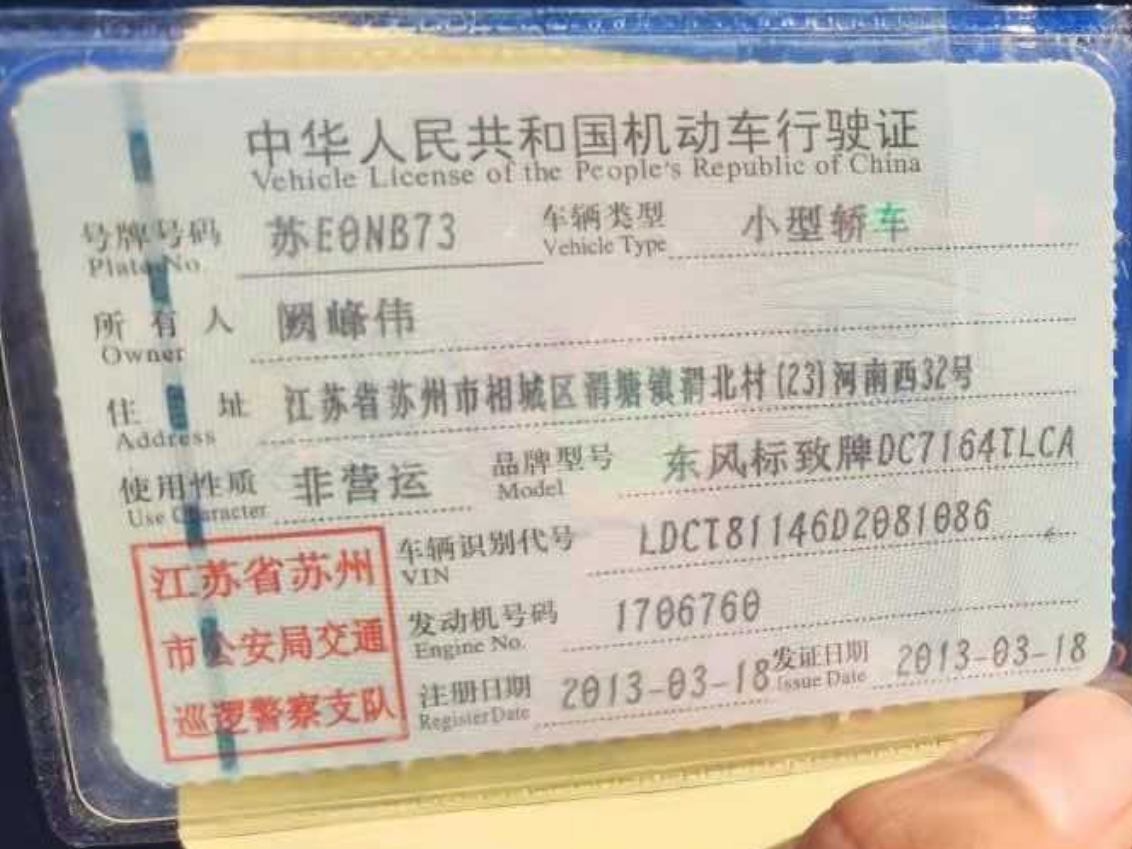 中华人民共和国机动车行驶证
Vehicle License of the People's Republic of China
号牌号码 苏E0NB73 车辆类型 小型轿车
Plate No. Vehicle Type
所有人 阙峰伟
Owner
住址 江苏省苏州市相城区渭塘镇渭北村(23)河南西32号
Address
使用性质 非营运 品牌型号 东风标致牌DC7164TLCA
Use Character Model
江苏省苏州
市公安局交通
巡逻警察支队
车辆识别代号 LDCT81146D2081086
VIN
发动机号码 1706760
Engine No.
注册日期 2013-03-18 发证日期 2013-03-18
Register Date Issue Date